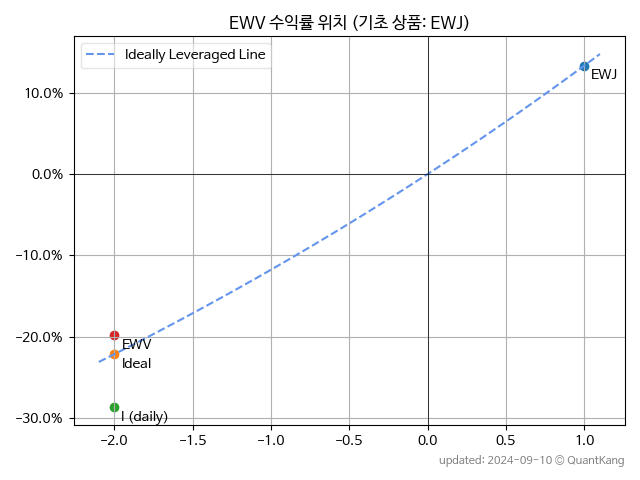 EWV 수익률 위치 (기초 상품: EWJ)
Ideally Leveraged Line
EWJ
10.0%
0.0%
-10.0%
-20.0%
-30.0%
EWV
Ideal
I (daily)
-2.0 -1.5 -1.0 -0.5 0.0 0.5 1.0
updated: 2024-09-10 © QuantKang